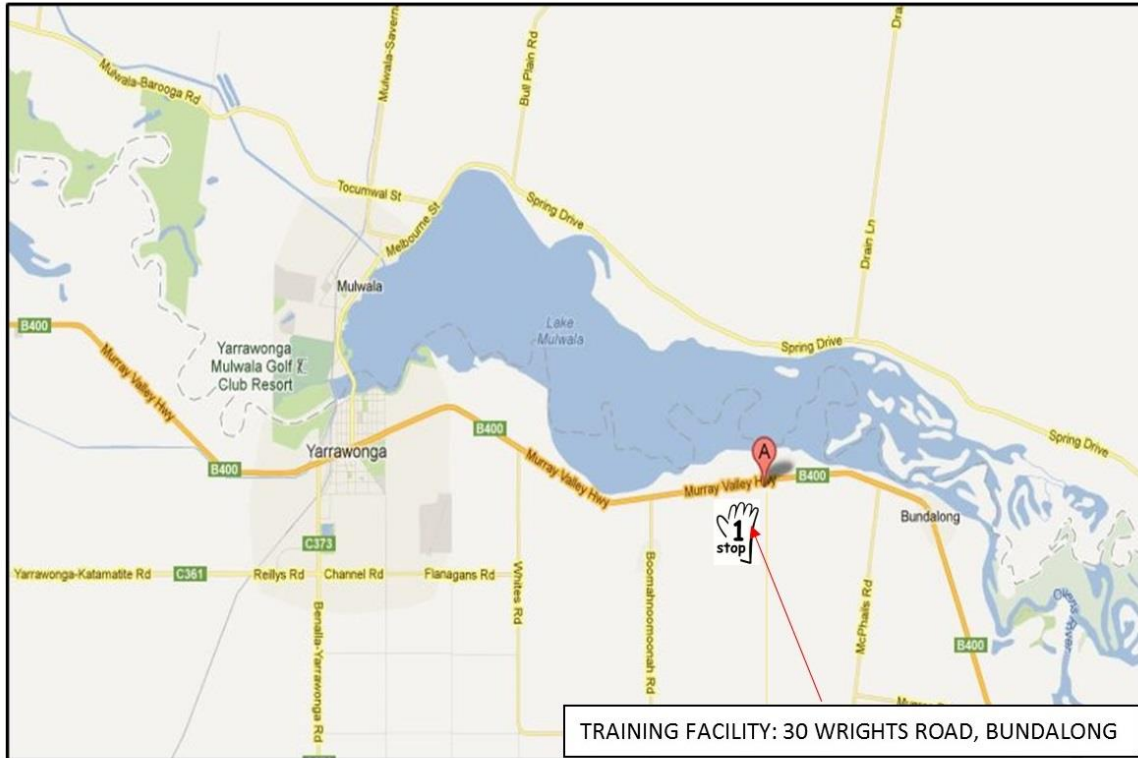 Mulwala-Savern
Bull Plain Rd
Drai
Mulwala-Barooga Rd
Tocumwal St
Melbourne St
Spring Drive
Drain Ln
Mulwala
Lake
Mulwala
Spring Drive
B400
Yarrawonga
Mulwala Golf
Club Resort
Murray Valley Hwy
B400
Spring Drive
Yarrawonga
B400
A
B400
Murray Valley Hwy
Murray Valley Hwy
Bundalong
1
stop
C373
Yarrawonga-Katamatite Rd
C361
Reillys Rd
Channel Rd
Flanagans Rd
Whites Rd
Boomahnoomoonah Rd
McPhails Rd
Ovens River
Benalla-Yarrawonga Rd
B400
TRAINING FACILITY: 30 WRIGHTS ROAD, BUNDALONG